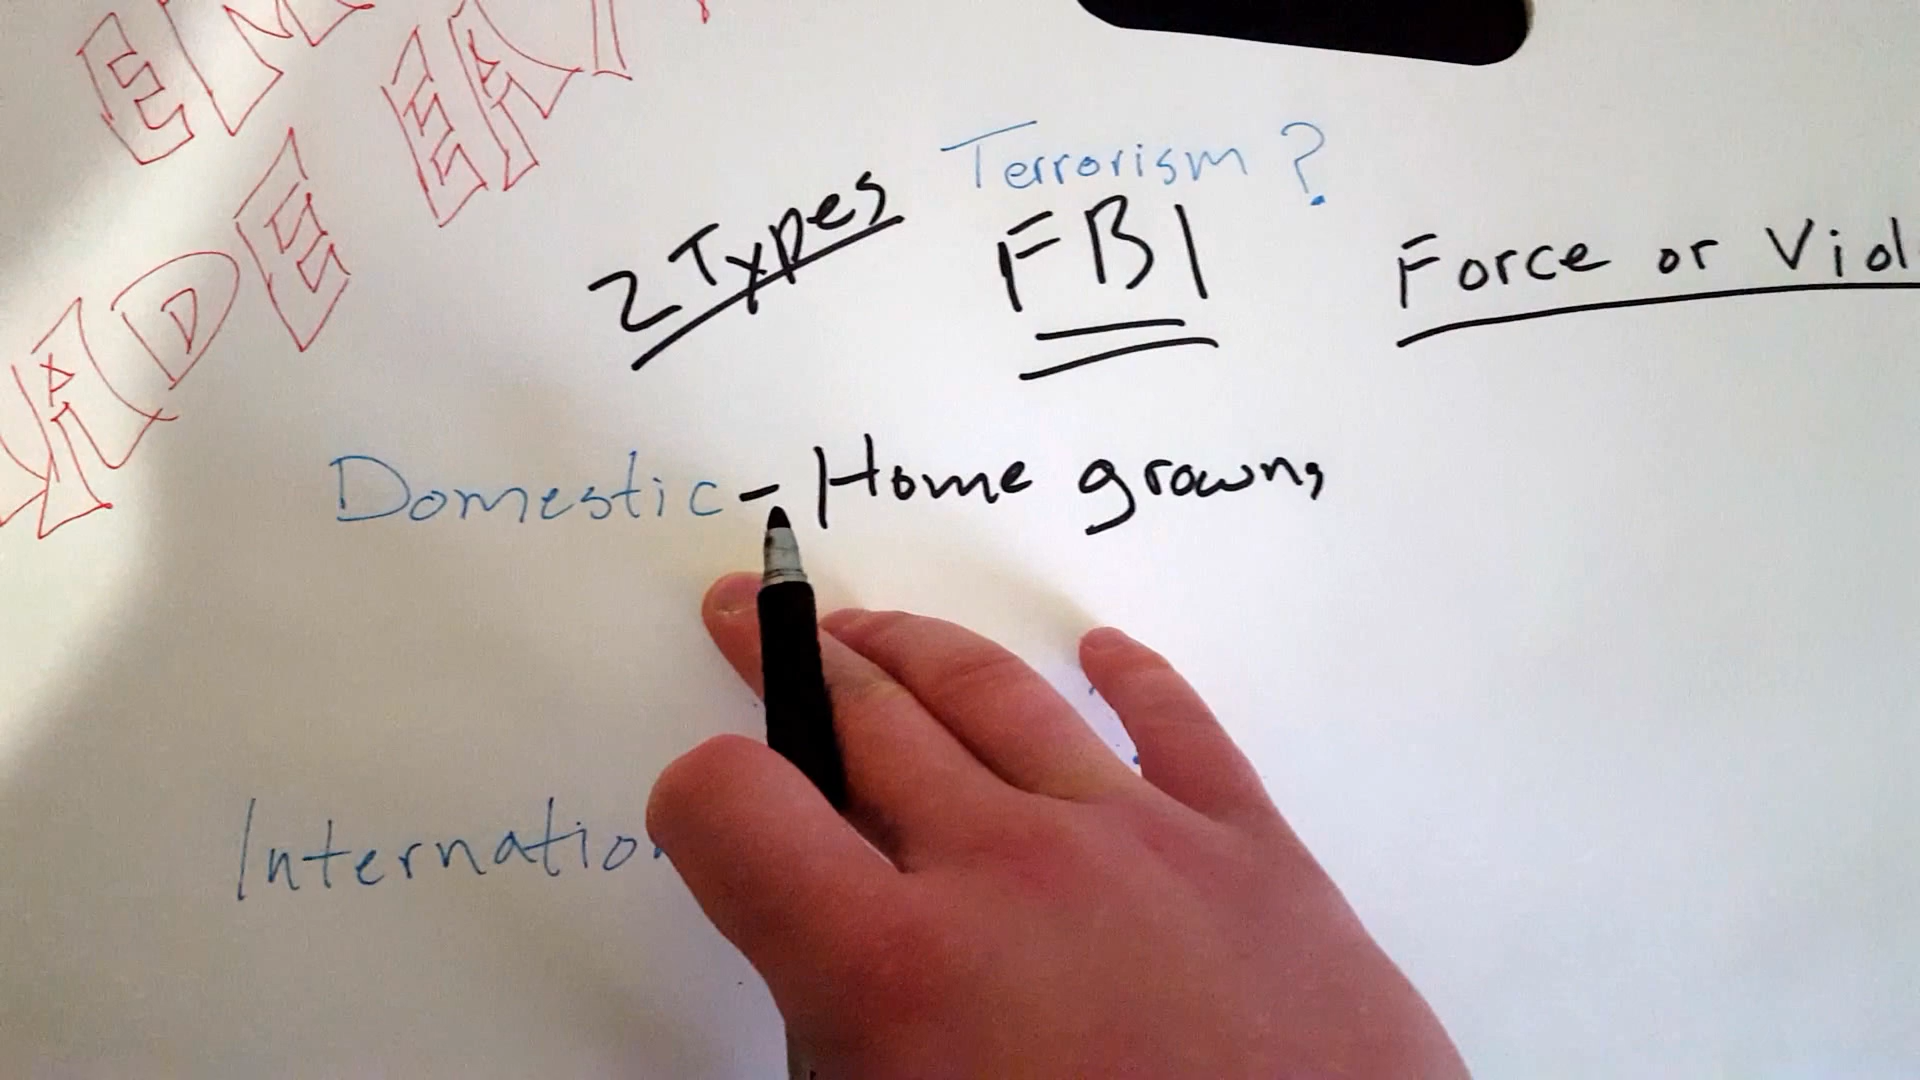 Terrorism ?
2 Types FBI Force or Viol
Domestic - Home grown,
Internatio